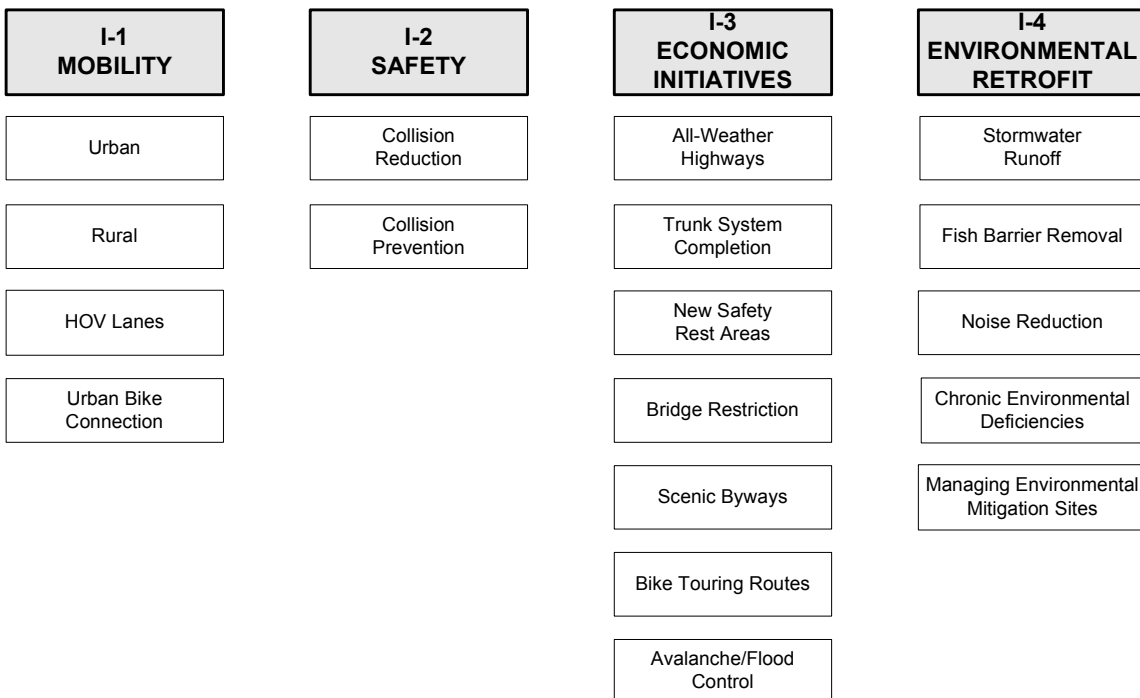 I-1
MOBILITY
Urban
Rural
HOV Lanes
Urban Bike
Connection
I-2
SAFETY
Collision
Reduction
Collision
Prevention
I-3
ECONOMIC
INITIATIVES
All-Weather
Highways
Trunk System
Completion
New Safety
Rest Areas
Bridge Restriction
Scenic Byways
Bike Touring Routes
Avalanche/Flood
Control
I-4
ENVIRONMENTAL
RETROFIT
Stormwater
Runoff
Fish Barrier Removal
Noise Reduction
Chronic Environmental
Deficiencies
Managing Environmental
Mitigation Sites